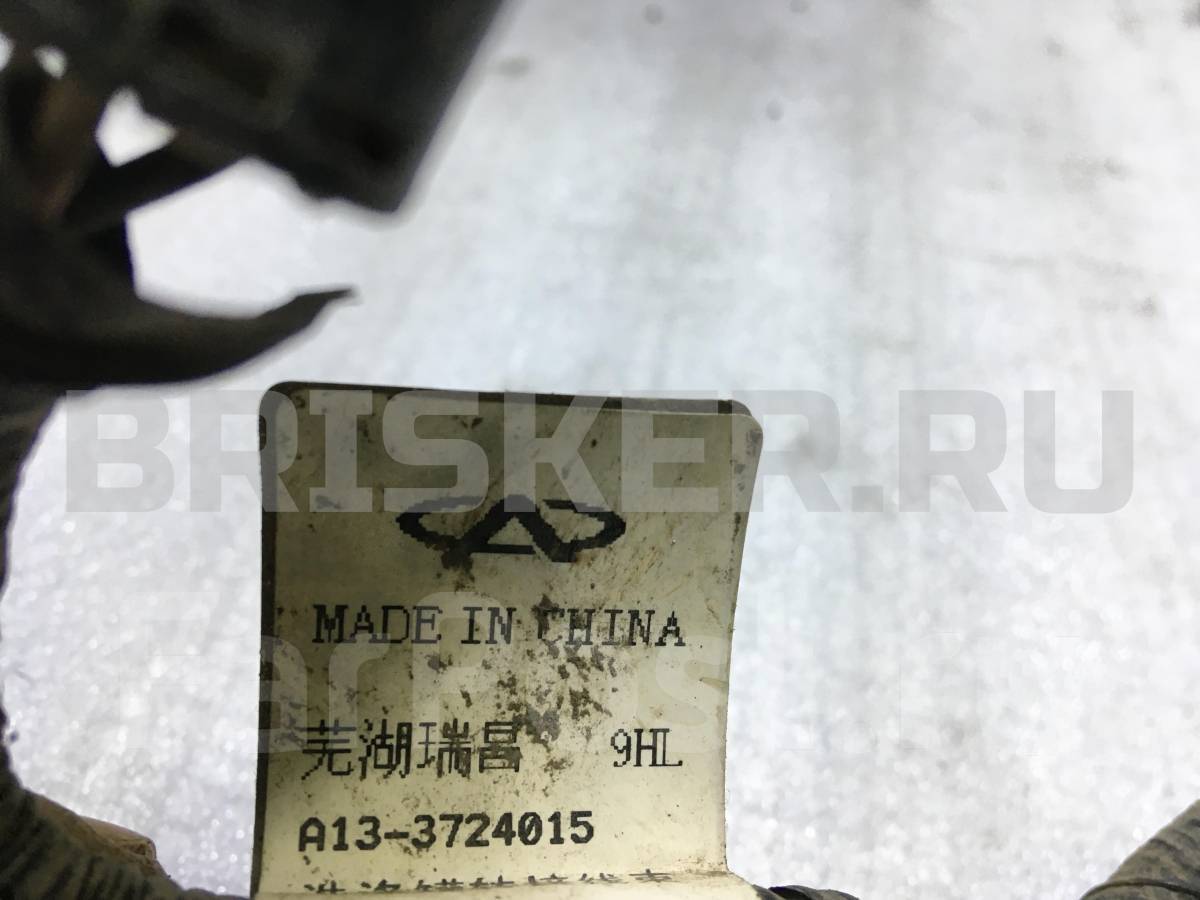 BRISKER.RU
MADE IN CHINA
芜湖瑞昌 9HL
A13-3724015